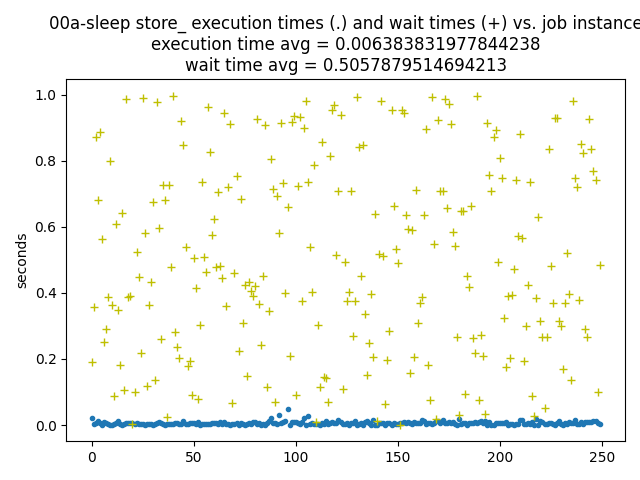 00a-sleep store_ execution times (.) and wait times (+) vs. job instance
execution time avg = 0.006383831977844238
wait time avg = 0.5057879514694213
1.0
0.8
0.6
0.4
0.2
0.0
seconds
0 50 100 150 200 250